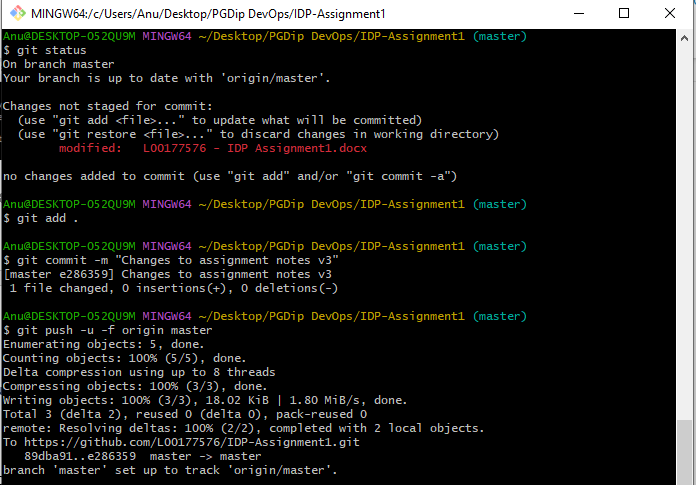 MINGW64:/c/Users/Anu/Desktop/PGDip DevOps/IDP-Assignment1
Anu@DESKTOP-O52QU9M MINGW64 ~/Desktop/PGDip DevOps/IDP-Assignment1 (master)
$ git status
On branch master
Your branch is up to date with 'origin/master'.

Changes not staged for commit:
  (use "git add <file>..." to update what will be committed)
  (use "git restore <file>..." to discard changes in working directory)
        modified:   L00177576 - IDP Assignment1.docx

no changes added to commit (use "git add" and/or "git commit -a")

Anu@DESKTOP-O52QU9M MINGW64 ~/Desktop/PGDip DevOps/IDP-Assignment1 (master)
$ git add .

Anu@DESKTOP-O52QU9M MINGW64 ~/Desktop/PGDip DevOps/IDP-Assignment1 (master)
$ git commit -m "Changes to assignment notes v3"
[master e286359] Changes to assignment notes v3
 1 file changed, 0 insertions(+), 0 deletions(-)

Anu@DESKTOP-O52QU9M MINGW64 ~/Desktop/PGDip DevOps/IDP-Assignment1 (master)
$ git push -u -f origin master
Enumerating objects: 5, done.
Counting objects: 100% (5/5), done.
Delta compression using up to 8 threads
Compressing objects: 100% (3/3), done.
Writing objects: 100% (3/3), 18.02 KiB | 1.80 MiB/s, done.
Total 3 (delta 2), reused 0 (delta 0), pack-reused 0
remote: Resolving deltas: 100% (2/2), completed with 2 local objects.
To https://github.com/L00177576/IDP-Assignment1.git
   89dba91..e286359  master -> master
branch 'master' set up to track 'origin/master'.